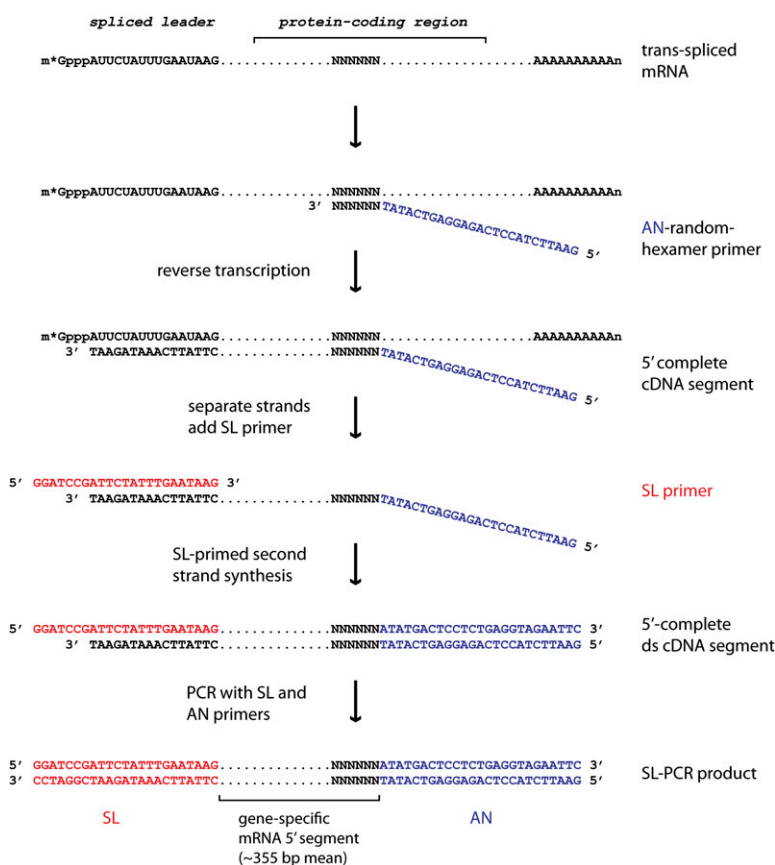 spliced leader protein-coding region
m*GpppAUUCUAUUUGAAUAAG..............NNNNNN...................AAAAAAAAAAn
trans-spliced
mRNA
m*GpppAUUCUAUUUGAAUAAG..............NNNNNN...................AAAAAAAAAAn
3' NNNNNNTATACTGAGGAGACTCCATCTTAAG 5'
AN-random-
hexamer primer
reverse transcription
m*GpppAUUCUAUUUGAAUAAG..............NNNNNN...................AAAAAAAAAAn
3' TAAGATAAACTTATTC..............NNNNNNTATACTGAGGAGACTCCATCTTAAG 5'
5' complete
cDNA segment
separate strands
add SL primer
5' GGATCCGATTCTATTTGAATAAG 3'
3' TAAGATAAACTTATTC..............NNNNNNTATACTGAGGAGACTCCATCTTAAG 5'
SL primer
SL-primed second
strand synthesis
5' GGATCCGATTCTATTTGAATAAG..............NNNNNNATATGACTCCTCTGAGGTAGAATTC 3'
3' TAAGATAAACTTATTC..............NNNNNNTATACTGAGGAGACTCCATCTTAAG 5'
5'-complete
ds cDNA segment
PCR with SL and
AN primers
5' GGATCCGATTCTATTTGAATAAG..............NNNNNNATATGACTCCTCTGAGGTAGAATTC 3'
3' CCTAGGCTAAGATAAACTTATTC..............NNNNNNTATACTGAGGAGACTCCATCTTAAG 5'
SL-PCR product
SL
gene-specific
mRNA 5' segment
(~355 bp mean)
AN